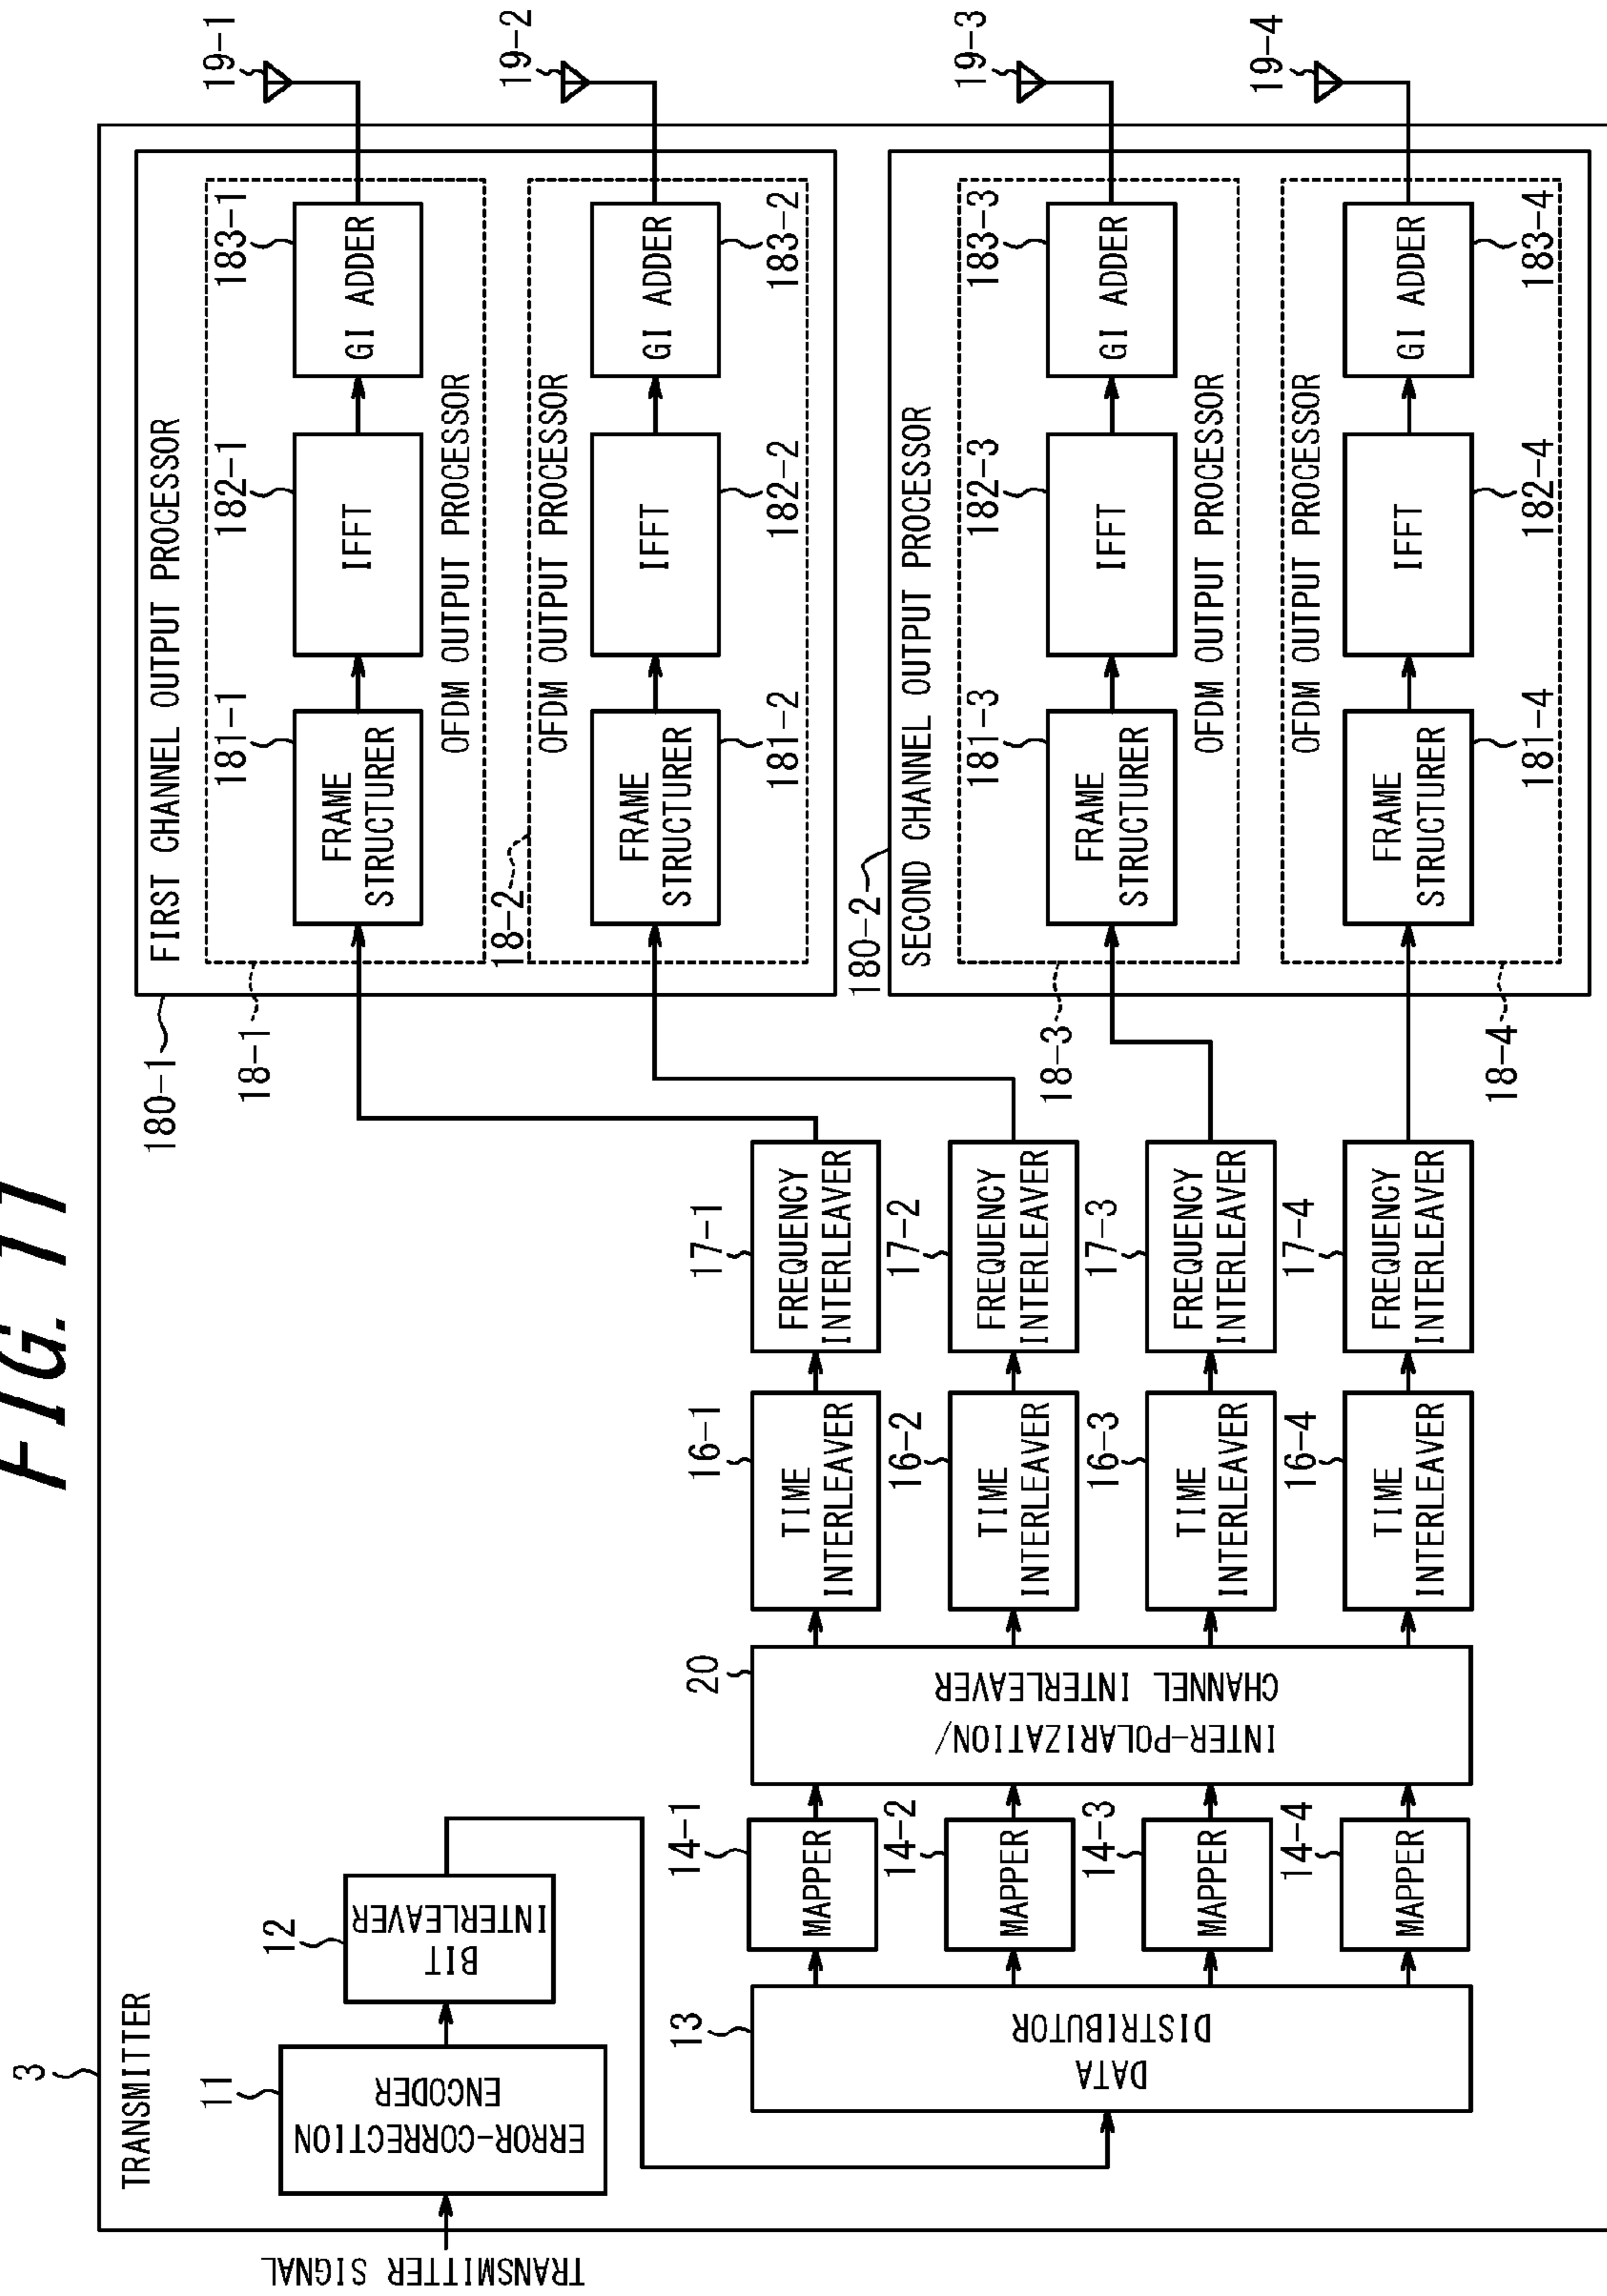 FIG. 11
3
TRANSMITTER
TRANSMITTER SIGNAL
11
ERROR-CORRECTION
ENCODER
12
BIT
INTERLEAVER
13
DATA
DISTRIBUTOR
14-1
MAPPER
14-2
MAPPER
14-3
MAPPER
14-4
MAPPER
20
INTER-POLARIZATION/
CHANNEL INTERLEAVER
16-1
TIME
INTERLEAVER
16-2
TIME
INTERLEAVER
16-3
TIME
INTERLEAVER
16-4
TIME
INTERLEAVER
17-1
FREQUENCY
INTERLEAVER
17-2
FREQUENCY
INTERLEAVER
17-3
FREQUENCY
INTERLEAVER
17-4
FREQUENCY
INTERLEAVER
180-1
FIRST CHANNEL OUTPUT PROCESSOR
18-1
181-1
FRAME
STRUCTURER
182-1
IFFT
183-1
GI ADDER
OFDM OUTPUT PROCESSOR
19-1
18-2
OFDM OUTPUT PROCESSOR
FRAME
STRUCTURER
181-2
IFFT
182-2
GI ADDER
183-2
19-2
180-2
SECOND CHANNEL OUTPUT PROCESSOR
18-3
181-3
FRAME
STRUCTURER
182-3
IFFT
183-3
GI ADDER
OFDM OUTPUT PROCESSOR
19-3
18-4
OFDM OUTPUT PROCESSOR
FRAME
STRUCTURER
181-4
IFFT
182-4
GI ADDER
183-4
19-4